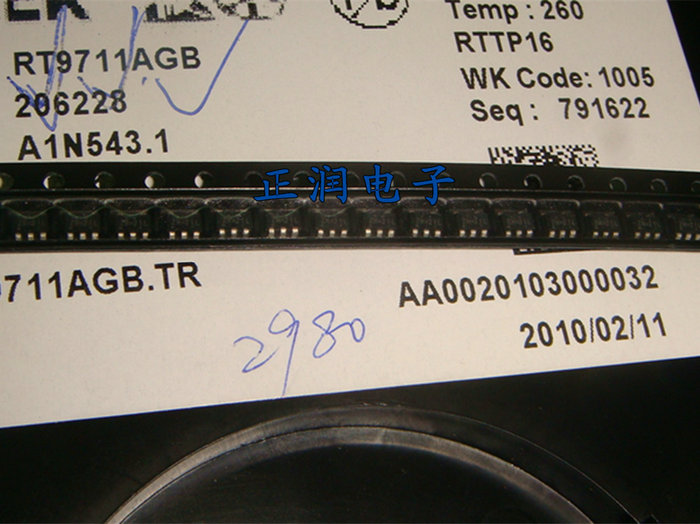 Temp : 260
RT9711AGB
RTTP16
206228
WK Code: 1005
A1N543.1
Seq : 791622
正润电子
711AGB.TR
AA0020103000032
2980
2010/02/11